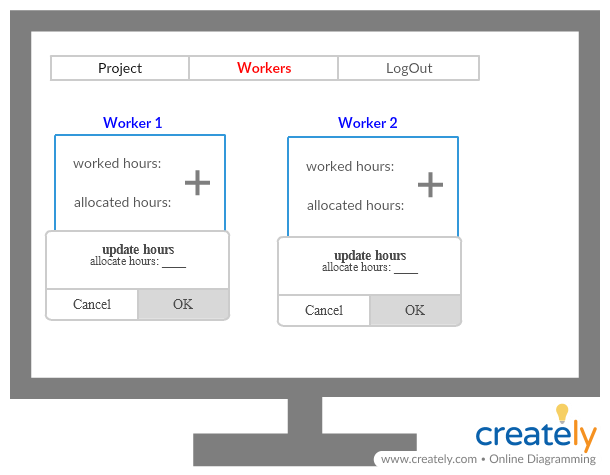 Project Workers LogOut
Worker 1 Worker 2
worked hours:
allocated hours:
update hours
allocate hours: ____
Cancel OK
worked hours:
allocated hours:
update hours
allocate hours: ____
Cancel OK
creately
www.creately.com • Online Diagramming